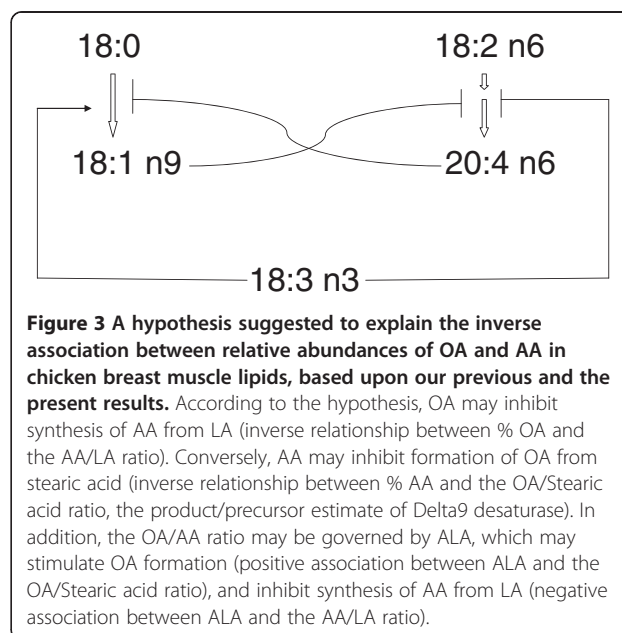 18:0 18:2 n6
18:1 n9 20:4 n6
18:3 n3
Figure 3 A hypothesis suggested to explain the inverse
association between relative abundances of OA and AA in
chicken breast muscle lipids, based upon our previous and the
present results. According to the hypothesis, OA may inhibit
synthesis of AA from LA (inverse relationship between % OA and
the AA/LA ratio). Conversely, AA may inhibit formation of OA from
stearic acid (inverse relationship between % AA and the OA/Stearic
acid ratio, the product/precursor estimate of Delta9 desaturase). In
addition, the OA/AA ratio may be governed by ALA, which may
stimulate OA formation (positive association between ALA and the
OA/Stearic acid ratio), and inhibit synthesis of AA from LA (negative
association between ALA and the AA/LA ratio).